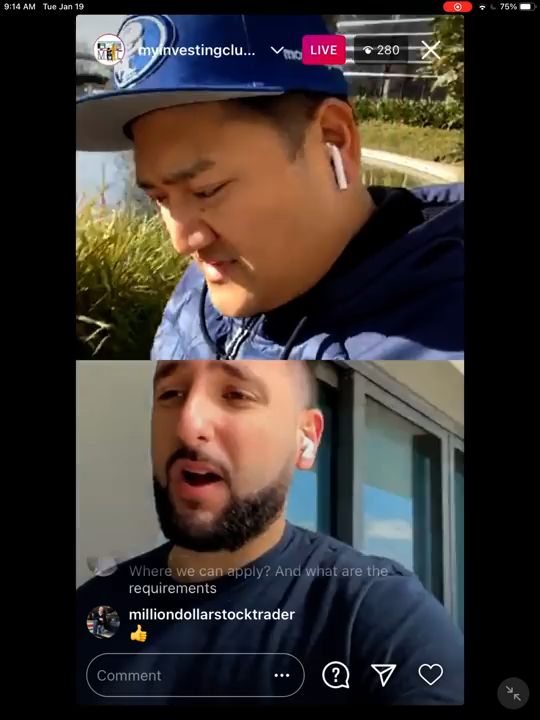 9:14 AM Tue Jan 19
75%
myinvestingclu...
LIVE
280
Where we can apply? And what are the
requirements
milliondollarstocktrader
👍
Comment